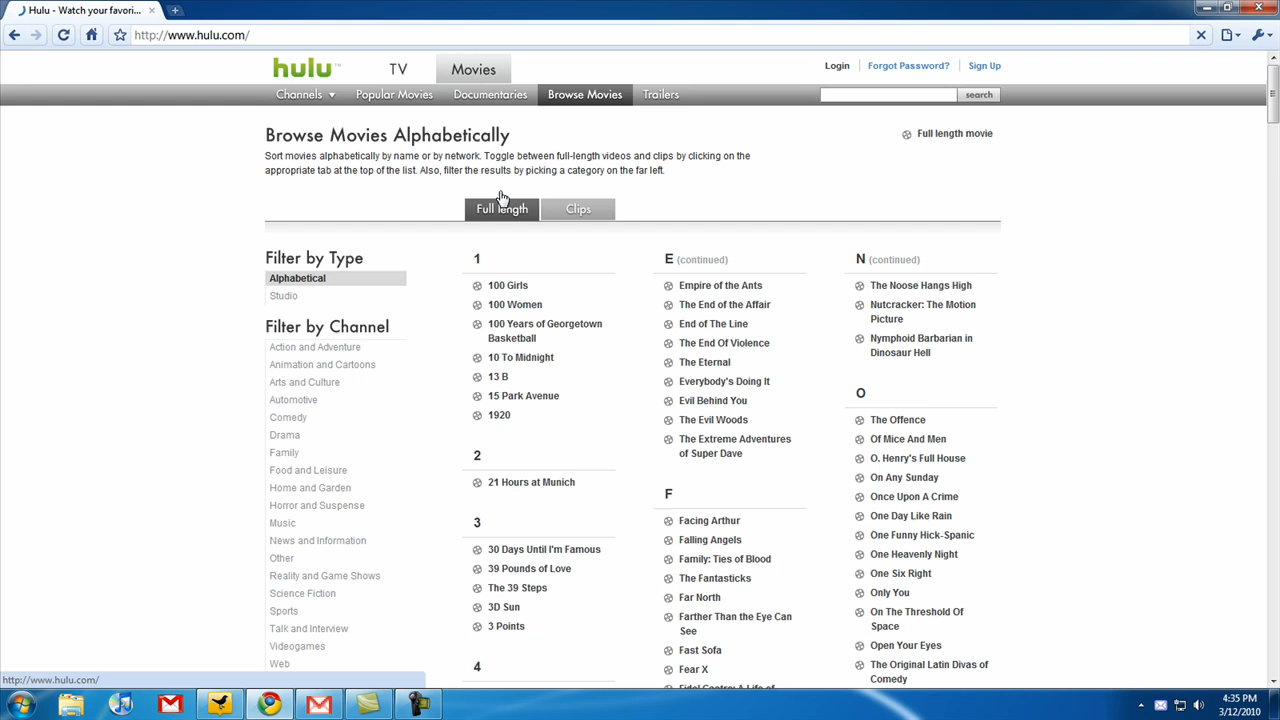 Hulu - Watch your favori...
http://www.hulu.com/
hulu™
TV
Movies
Login
Forgot Password?
Sign Up
Channels
Popular Movies
Documentaries
Browse Movies
Trailers
search
Browse Movies Alphabetically
Full length movie
Sort movies alphabetically by name or by network. Toggle between full-length videos and clips by clicking on the
appropriate tab at the top of the list. Also, filter the results by picking a category on the far left.
Full length
Clips
Filter by Type
Alphabetical
Studio
Filter by Channel
Action and Adventure
Animation and Cartoons
Arts and Culture
Automotive
Comedy
Drama
Family
Food and Leisure
Home and Garden
Horror and Suspense
Music
News and Information
Other
Reality and Game Shows
Science Fiction
Sports
Talk and Interview
Videogames
Web
1
100 Girls
100 Women
100 Years of Georgetown
Basketball
10 To Midnight
13 B
15 Park Avenue
1920
2
21 Hours at Munich
3
30 Days Until I'm Famous
39 Pounds of Love
The 39 Steps
3D Sun
3 Points
4
E (continued)
Empire of the Ants
The End of the Affair
End of The Line
The End Of Violence
The Eternal
Everybody's Doing It
Evil Behind You
The Evil Woods
The Extreme Adventures
of Super Dave
F
Facing Arthur
Falling Angels
Family: Ties of Blood
The Fantasticks
Far North
Farther Than the Eye Can
See
Fast Sofa
Fear X
Fidel Castro: A Life of
N (continued)
The Noose Hangs High
Nutcracker: The Motion
Picture
Nymphoid Barbarian in
Dinosaur Hell
O
The Offence
Of Mice And Men
O. Henry's Full House
On Any Sunday
Once Upon A Crime
One Day Like Rain
One Funny Hick-Spanic
One Heavenly Night
One Six Right
Only You
On The Threshold Of
Space
Open Your Eyes
The Original Latin Divas of
Comedy
http://www.hulu.com/
4:35 PM
3/12/2010